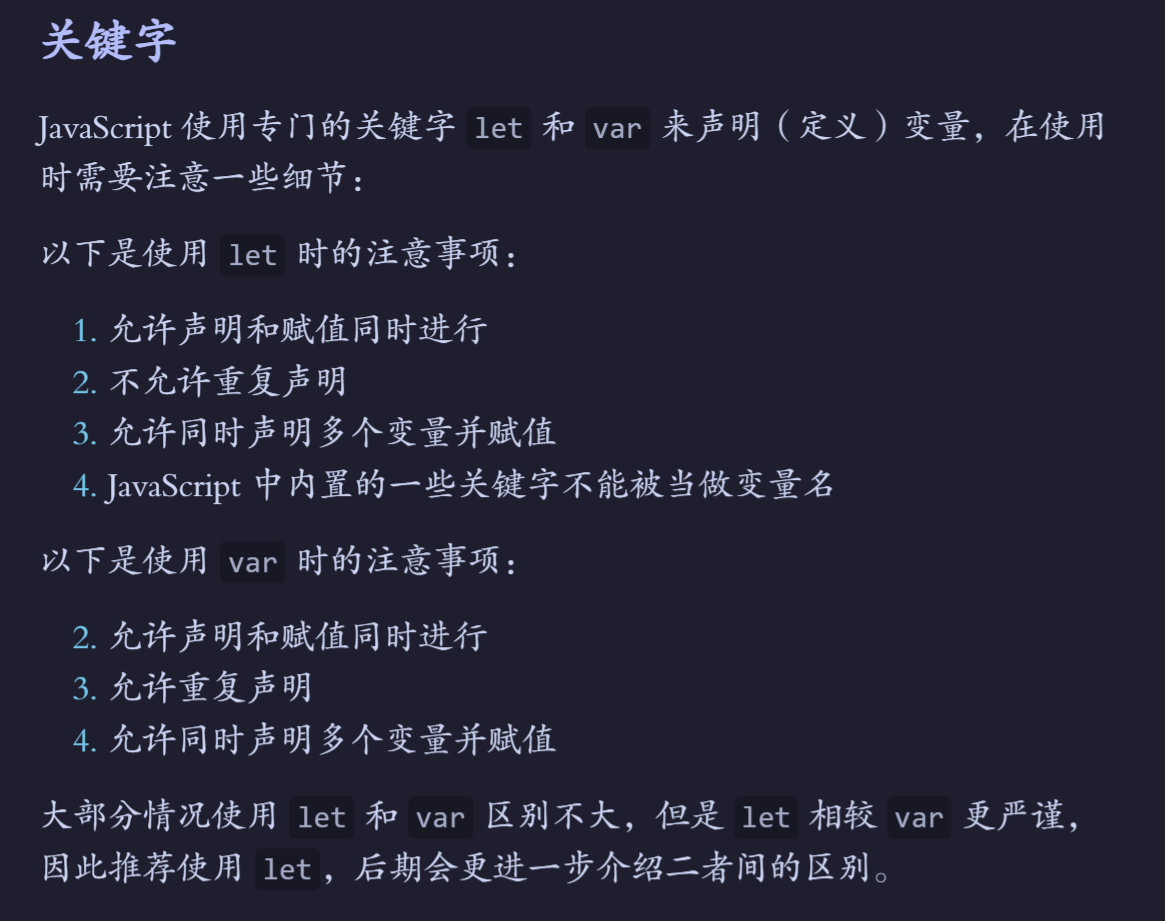 关键字
JavaScript 使用专门的关键字 let 和 var 来声明（定义）变量，在使用
时需要注意一些细节：
以下是使用 let 时的注意事项：
1. 允许声明和赋值同时进行
2. 不允许重复声明
3. 允许同时声明多个变量并赋值
4. JavaScript 中内置的一些关键字不能被当做变量名
以下是使用 var 时的注意事项：
2. 允许声明和赋值同时进行
3. 允许重复声明
4. 允许同时声明多个变量并赋值
大部分情况使用 let 和 var 区别不大，但是 let 相较 var 更严谨，
因此推荐使用 let，后期会更进一步介绍二者间的区别。